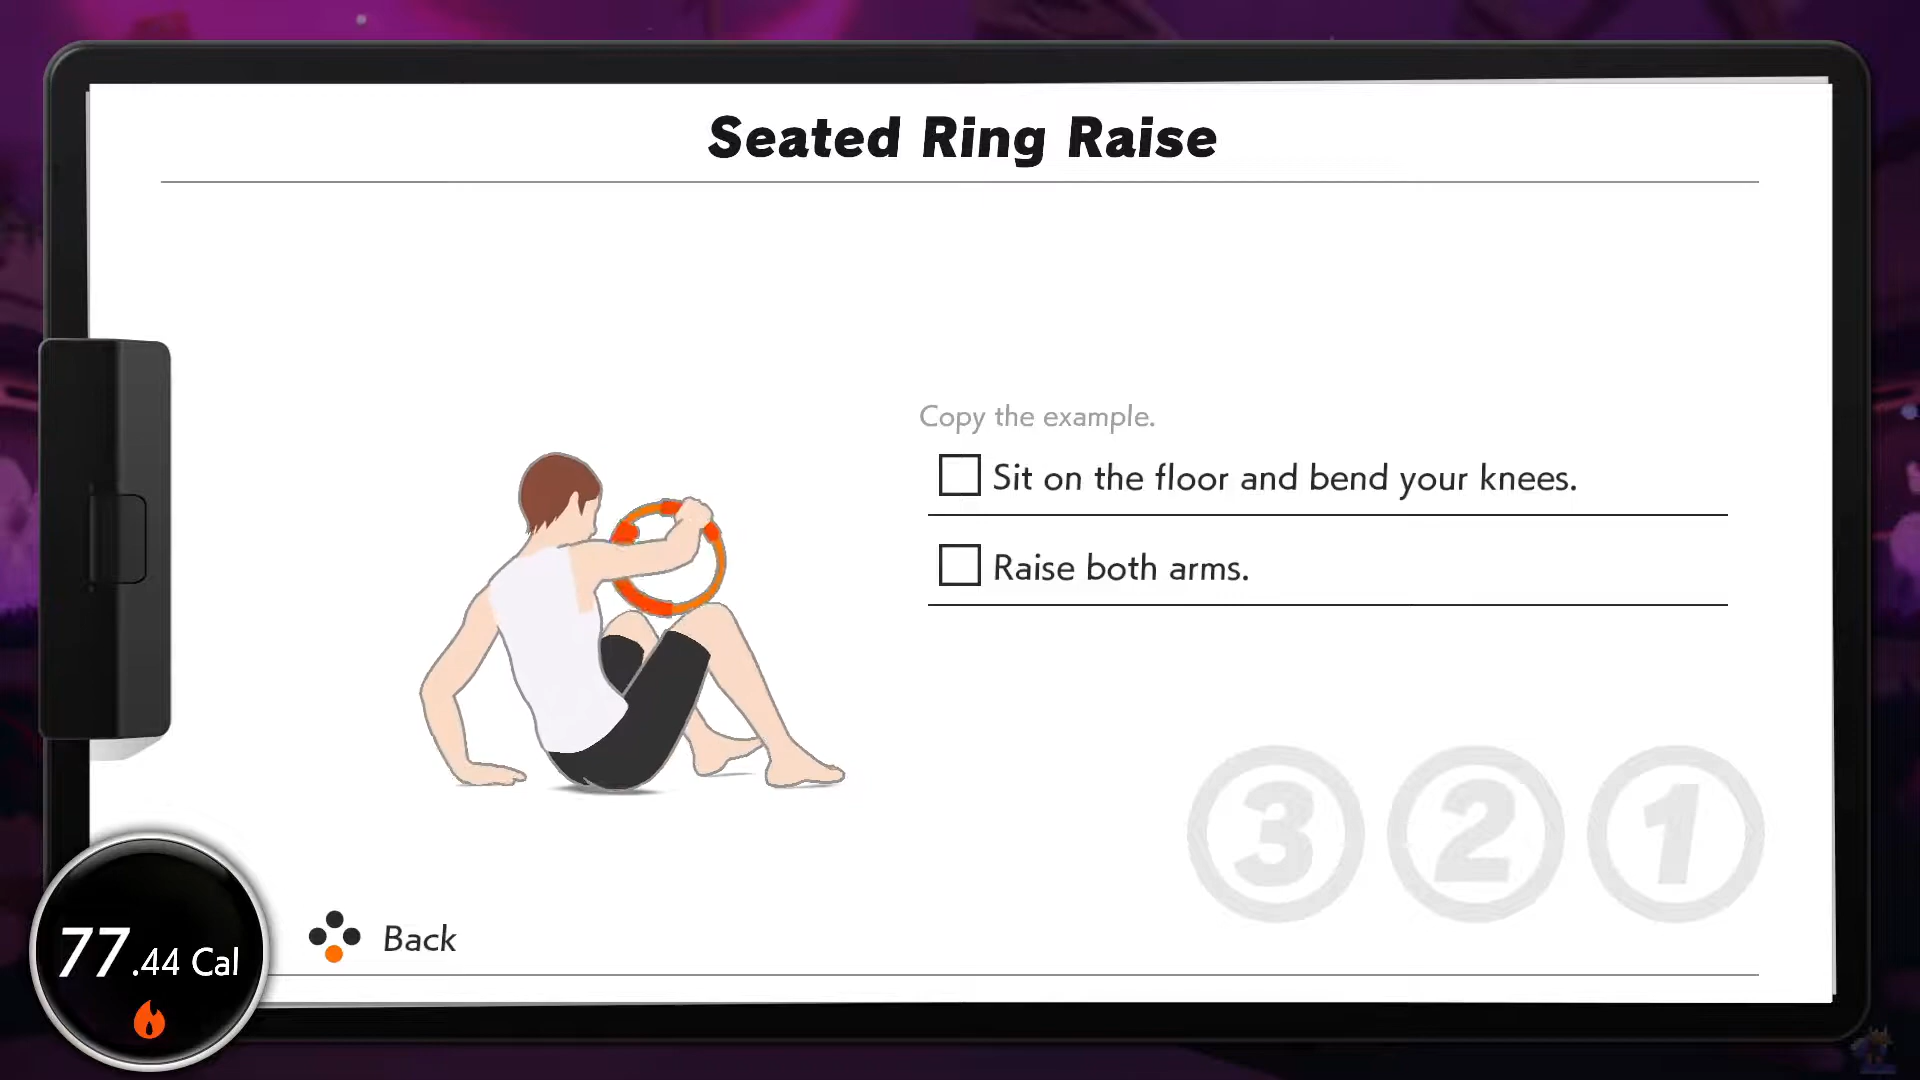 Seated Ring Raise
Copy the example.
Sit on the floor and bend your knees.
Raise both arms.
3 2 1
Back
77.44 Cal